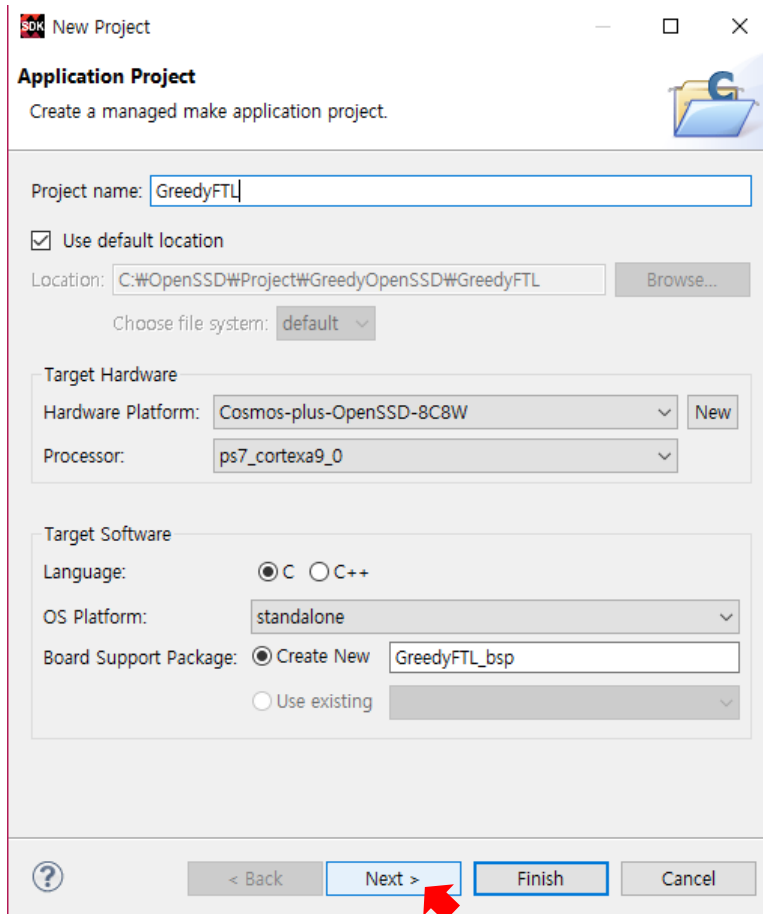 SDK New Project
Application Project
Create a managed make application project.
Project name: GreedyFTL
Use default location
Location: C:₩OpenSSD₩Project₩GreedyOpenSSD₩GreedyFTL Browse...
Choose file system: default
Target Hardware
Hardware Platform: Cosmos-plus-OpenSSD-8C8W New
Processor: ps7_cortexa9_0
Target Software
Language: C C++
OS Platform: standalone
Board Support Package: Create New GreedyFTL_bsp
Use existing
? < Back Next > Finish Cancel